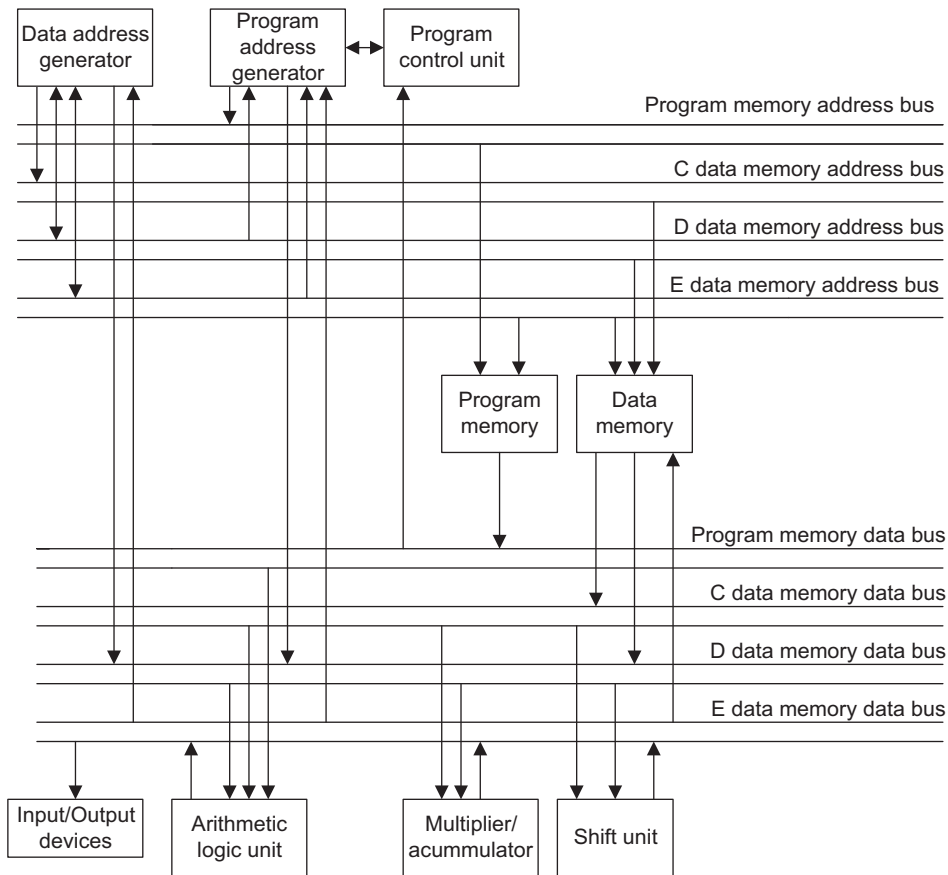 Data address
generator
Program
address
generator
Program
control unit
Program memory address bus
C data memory address bus
D data memory address bus
E data memory address bus
Program
memory
Data
memory
Program memory data bus
C data memory data bus
D data memory data bus
E data memory data bus
Input/Output
devices
Arithmetic
logic unit
Multiplier/
acummulator
Shift unit